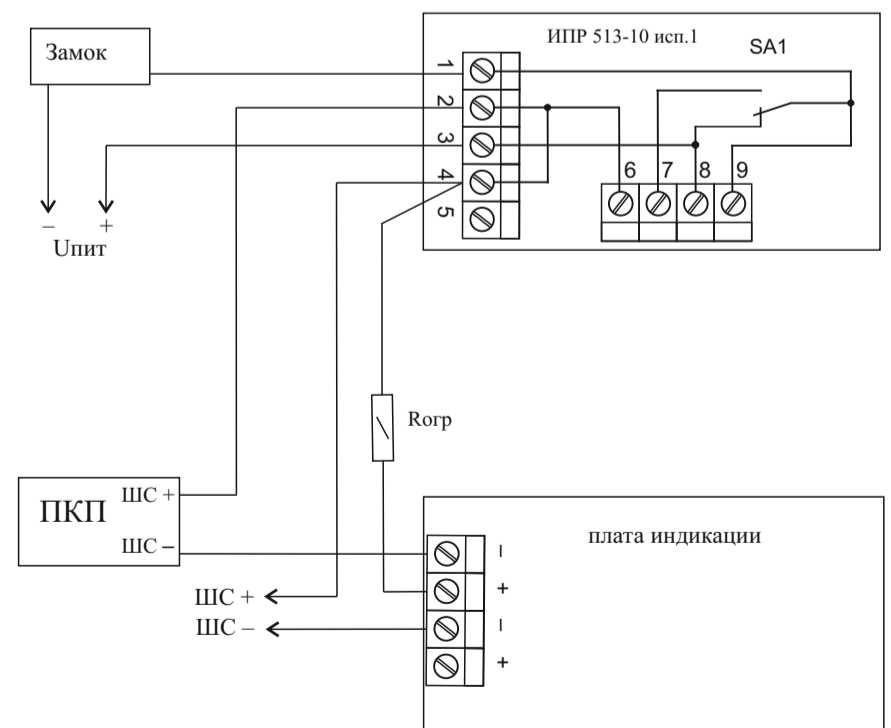 Замок
ИПР 513-10 исп.1
SA1
1
2
3
4
5
6 7 8 9
– +
Uпит
Rогр
ПКП
ШС +
ШС –
плата индикации
–
+
–
+
ШС +
ШС –